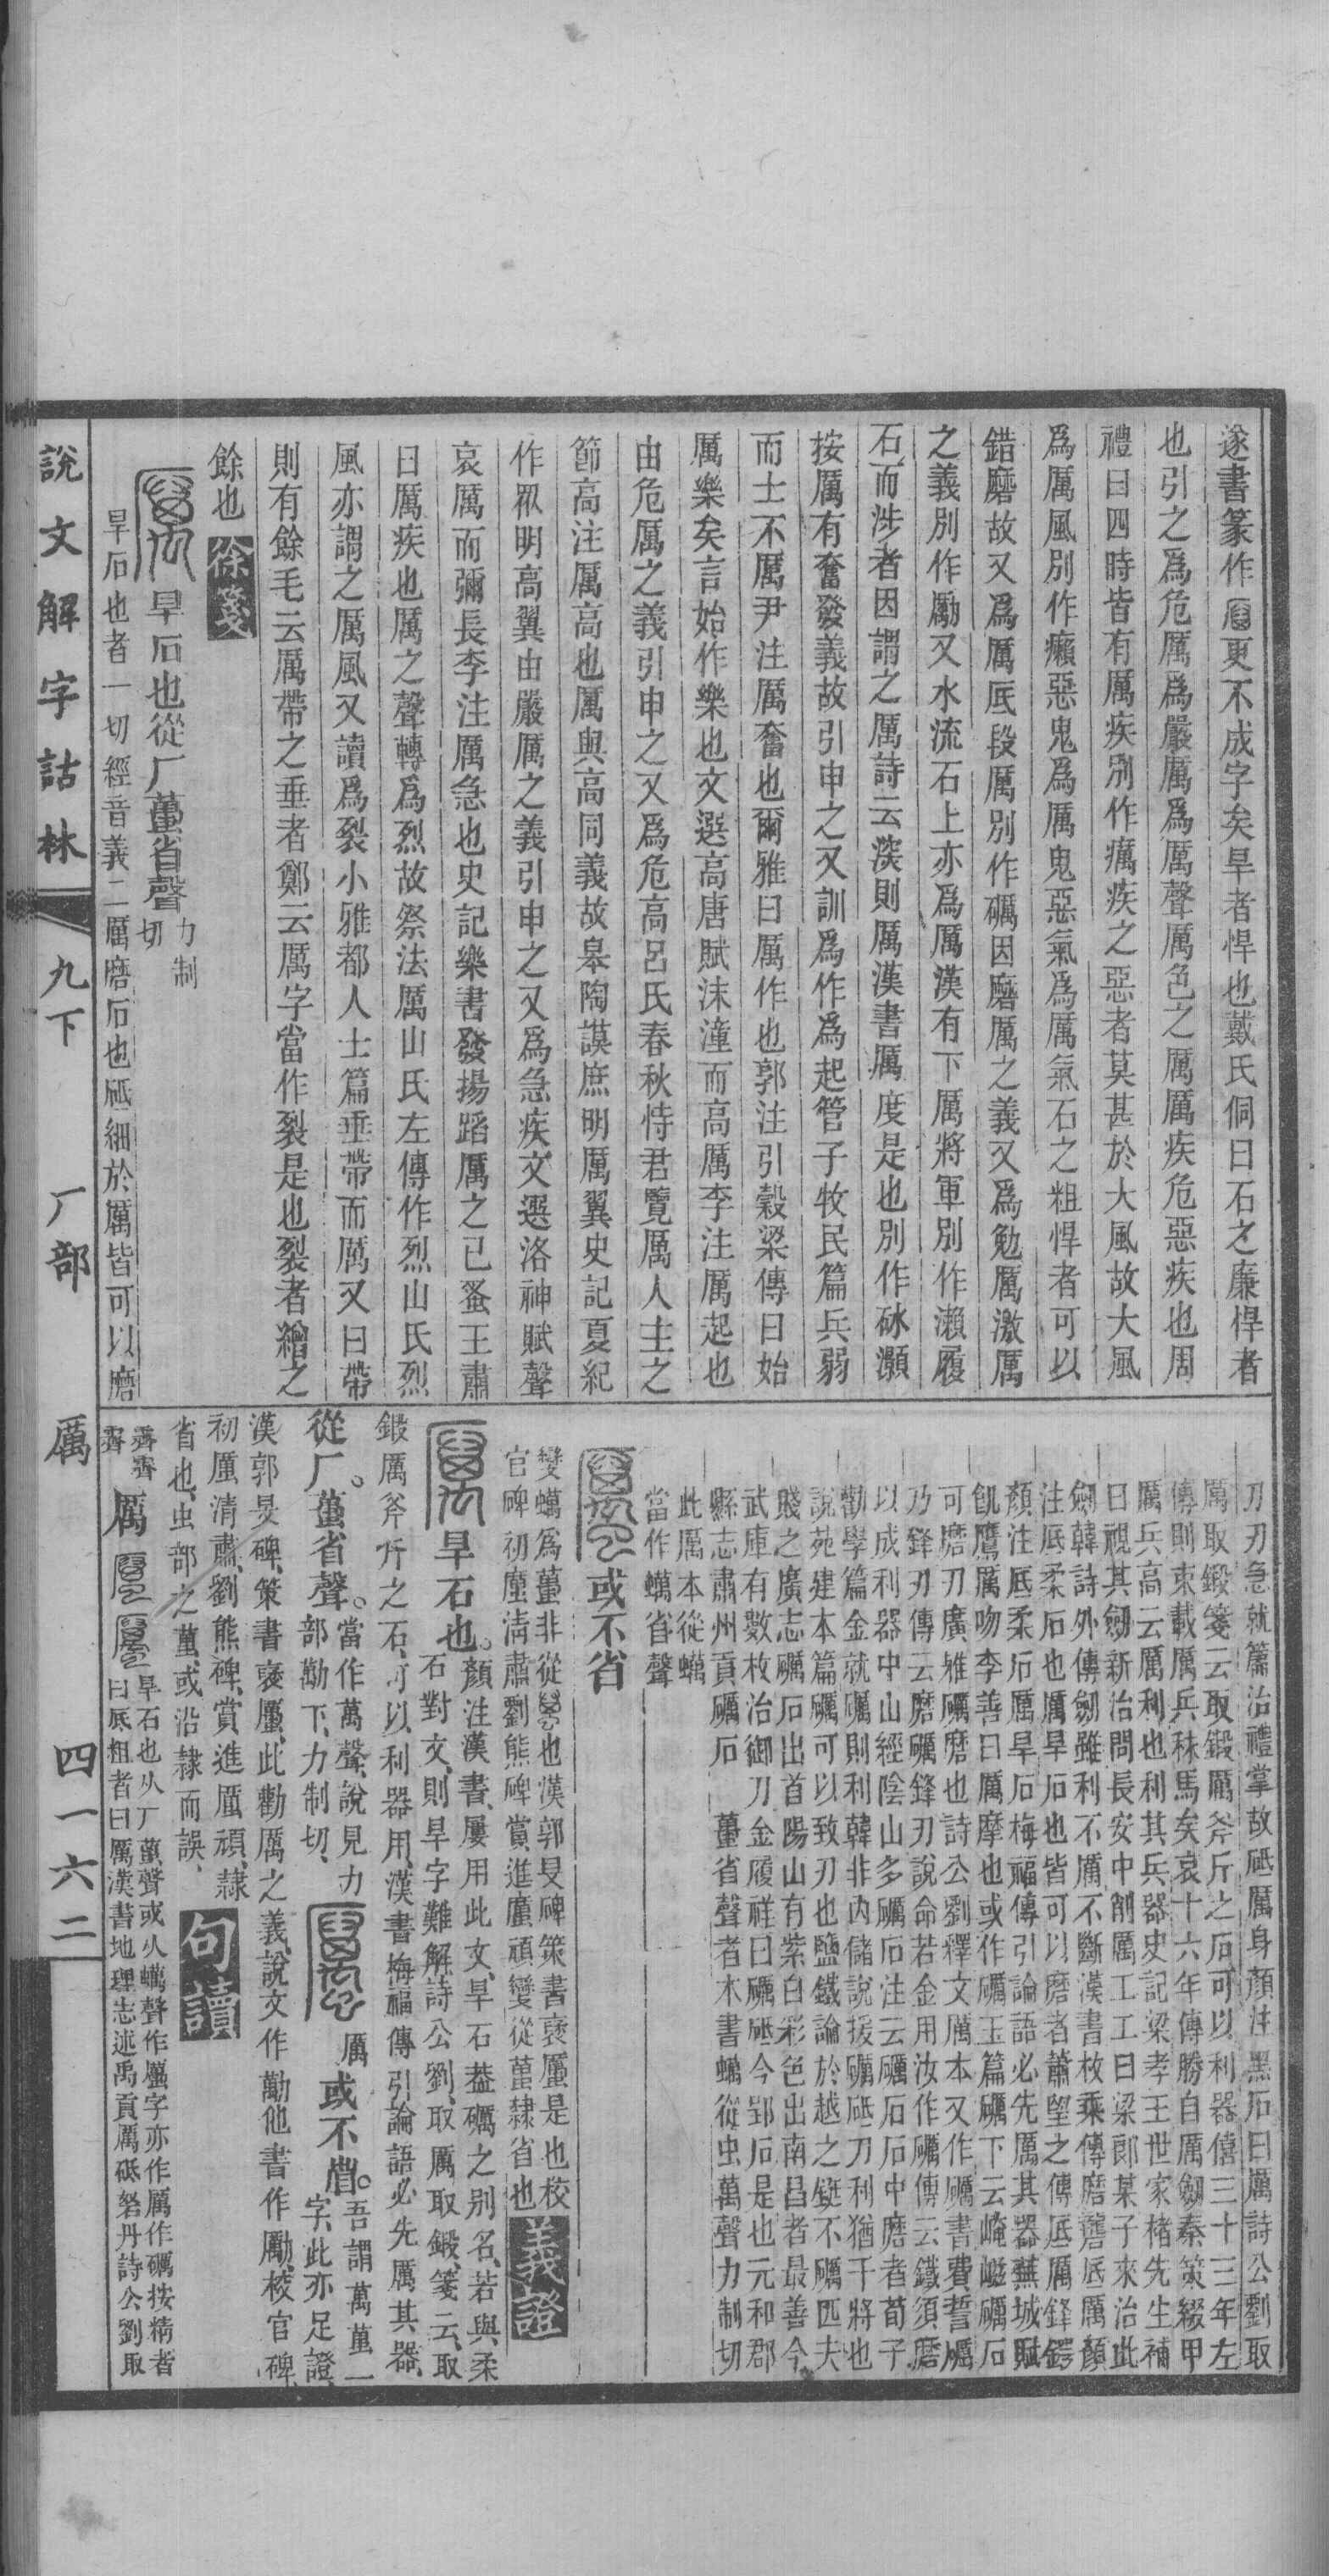 遂書篆作㕋更不成字矣旱者悍也戴氏侗曰石之廉悍者
也引之爲危厲爲嚴厲爲厲聲厲色之厲厲疾危惡疾也周
禮曰四時皆有厲疾別作癘疾之惡者莫甚於大風故大風
爲厲風別作癩惡鬼爲厲鬼惡氣爲厲氣石之粗悍者可以
錯磨故又爲厲厎段厲別作礪因磨厲之義又爲勉厲激厲
之義別作勵又水流石上亦爲厲漢有下厲將軍別作瀨履
石而涉者因謂之厲詩云深則厲漢書厲度是也別作砅灦
按厲有奮發義故引申之又訓爲作爲起管子牧民篇兵弱
而士不厲尹注厲奮也爾雅曰厲作也郭注引穀梁傳曰始
厲樂矣言始作樂也文選高唐賦沫潼而高厲李注厲起也
由危厲之義引申之又爲危高呂氏春秋恃君覽厲人主之
節高注厲高也厲與高同義故皋陶謨庶明厲翼史記夏紀
作衆明高翼由嚴厲之義引申之又爲急疾文選洛神賦聲
哀厲而彌長李注厲急也史記樂書發揚蹈厲之已蚤王肅
曰厲疾也厲之聲轉爲烈故祭法厲山氏左傳作烈山氏烈
風亦謂之厲風又讀爲裂小雅都人士篇垂帶而厲又曰帶
則有餘毛云厲帶之垂者鄭云厲字當作裂是也裂者繒之
餘也 徐箋
旱石也從厂蠆省聲 力制切
旱石也者一切經音義二厲磨石也砥細於厲皆可以磨
刀刃急就篇治禮掌故砥厲身顏注黑石曰厲詩公劉取
厲取鍛箋云取鍛厲斧斤之石可以利器僖三十三年左
傳則束載厲兵秣馬矣哀十六年傳勝自厲劒秦策綴甲
厲兵高云厲利也利其兵器史記梁孝王世家褚先生補
曰視其劒新治問長安中削厲工工曰梁郎某子來治此
劒韓詩外傳劒雖利不厲不斷漢書枚乘傳磨礱厎厲顏
注厎柔石也厲旱石也皆可以磨者蕭望之傳厎厲鋒鍔
顏注厎柔石厲旱石梅福傳引論語必先厲其器蕪城賦
飢鷹厲吻李善曰厲摩也或作礪玉篇礪下云崦嵫礪石
可磨刃廣雅礪磨也詩公劉釋文厲本又作礪書費誓礪
乃鋒刃傳云磨礪鋒刃說命若金用汝作礪傳云鐵須磨
以成利器中山經陰山多礪石注云礪石石中磨者荀子
勸學篇金就礪則利韓非內儲說援礪砥刀利猶干將也
說苑建本篇礪可以致刃也鹽鐵論於越之鋌不礪匹夫
賤之廣志礪石出首陽山有紫白彩色出南昌者最善今
武庫有數枚治御刀金履祥曰礪砥今郢石是也元和郡
縣志肅州貢礪石 蠆省聲者本書蠣從虫萬聲力制切
此厲本從蠣
當作蠣省聲
或不省
燮蠣爲蠆非從也漢郭旻碑策書襃厲是也校
官碑初厲清肅劉熊碑賞進厲頑燮從蠆隸省也 義證
旱石也。顏注漢書屢用此文旱石葢礪之別名若與柔
石對文則旱字難解詩公劉取厲取鍛箋云取
鍛厲斧斤之石可以利器用漢書梅福傳引論語必先厲其器
從厂。蠆省聲。當作萬聲說見力
部勱下、力制切、 厲或不省。吾謂萬蠆一
字、此亦足證、
漢郭旻碑、策書襃厲、此勸厲之義、說文作勱、他書作勵、校官碑、
初厲清肅、劉熊碑、賞進厲頑、隸
省也、虫部之蠆、或沿隸而誤、 句讀
厲 旱石也从厂蠆聲或从蠣聲作厲字亦作厲作礪按精者
曰厎粗者曰厲漢書地理志述禹貢厲砥砮丹詩公劉取
說文解字詁林 九下 厂部 厲 四一六二